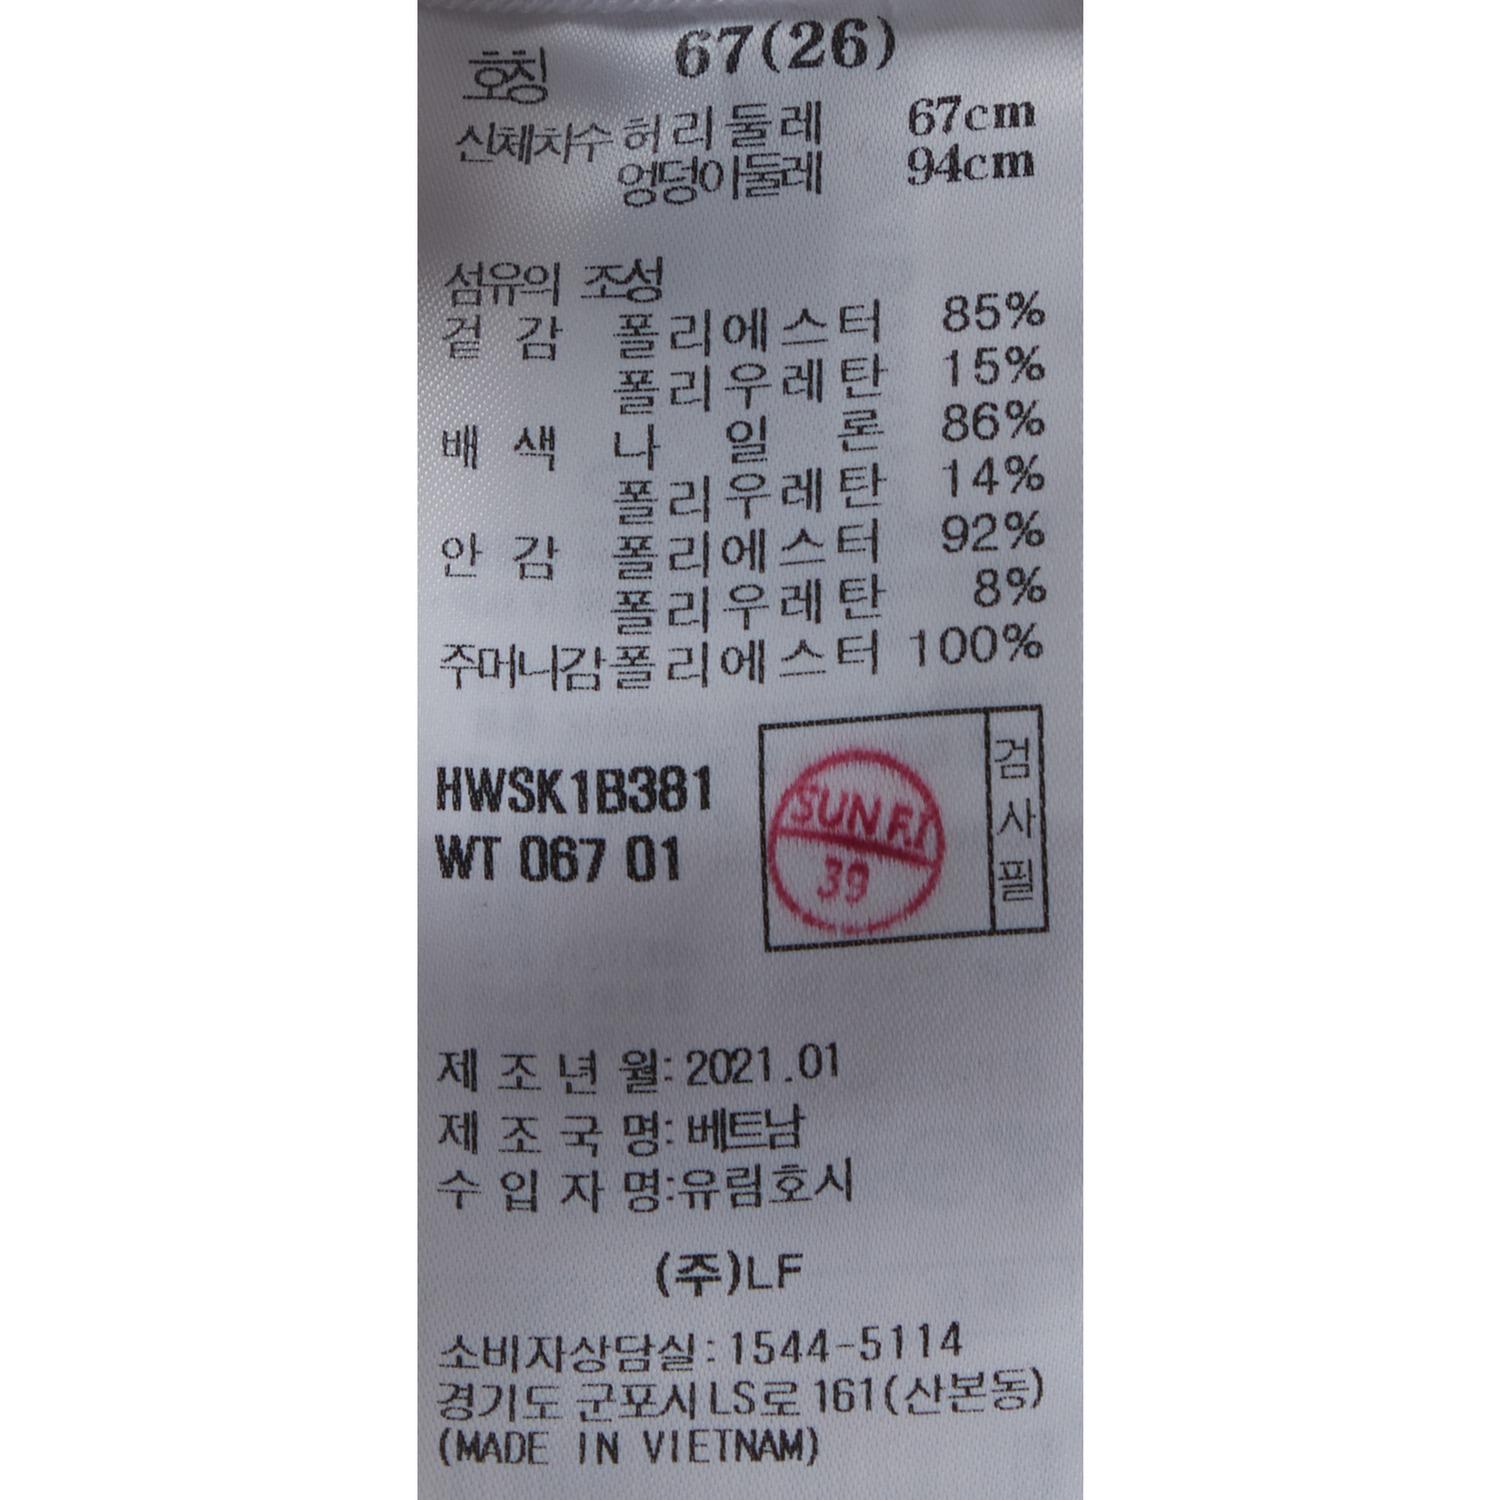 호칭 67(26)
신체치수 허리둘레 67cm
엉덩이둘레 94cm
섬유의 조성
겉 감 폴리에스터 85%
폴리우레탄 15%
배 색 나 일 론 86%
폴리우레탄 14%
안 감 폴리에스터 92%
폴리우레탄 8%
주머니감 폴리에스터 100%
HWSK1B381
WT 067 01
SUN F.I
39
검사필
제 조 년 월: 2021.01
제 조 국 명: 베트남
수 입 자 명:유림호시
(주)LF
소비자상담실:1544-5114
경기도 군포시 LS로 161(산본동)
(MADE IN VIETNAM)